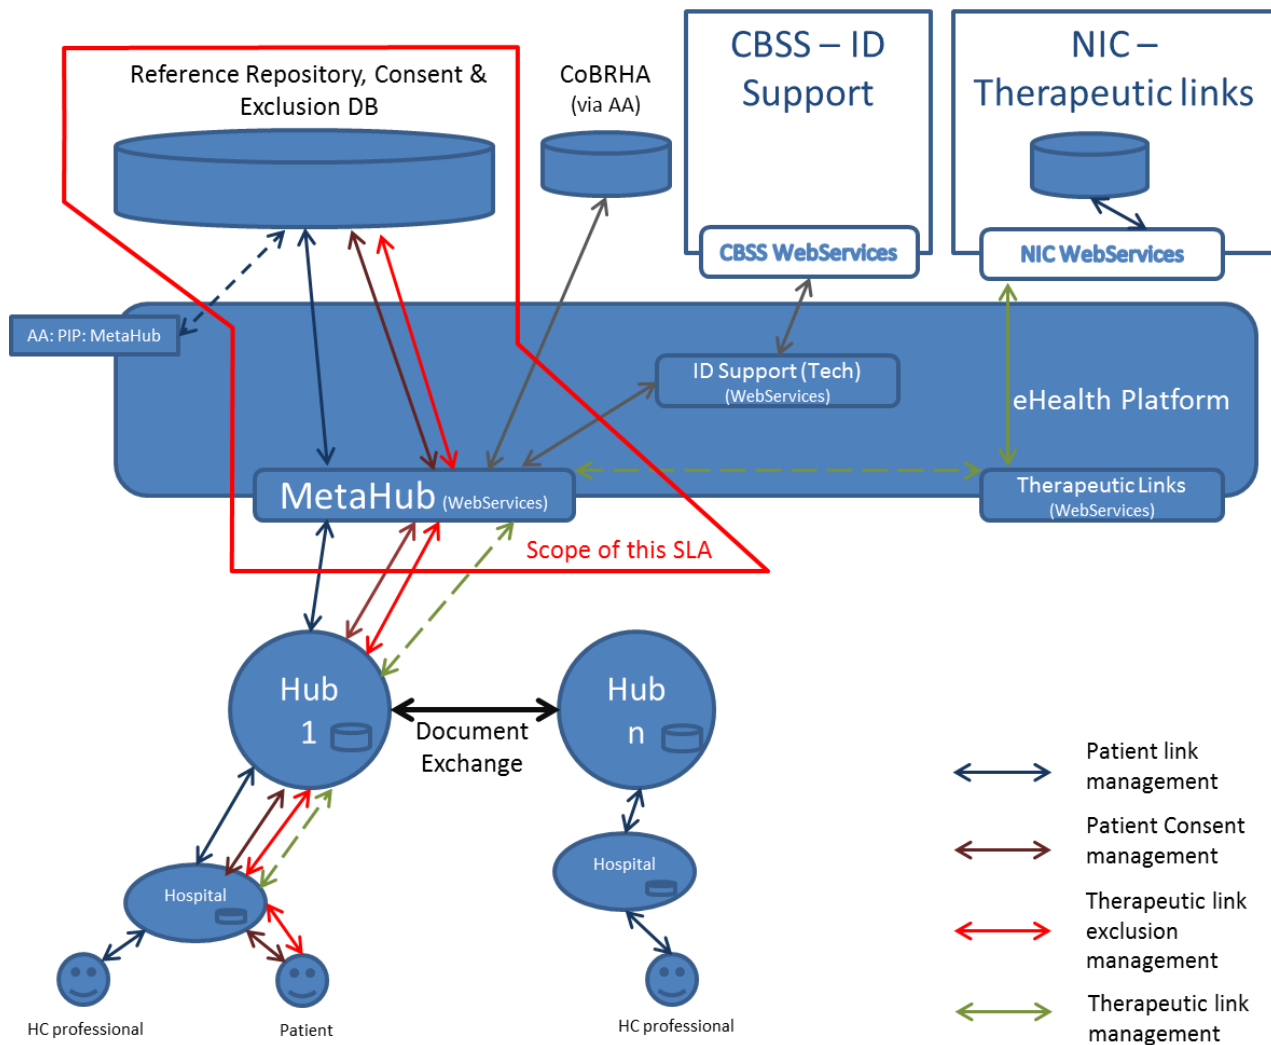 Reference Repository, Consent &
Exclusion DB
CoBRHA
(via AA)
CBSS – ID
Support
NIC –
Therapeutic links
CBSS WebServices
NIC WebServices
AA: PIP: MetaHub
ID Support (Tech)
(WebServices)
eHealth Platform
MetaHub (WebServices)
Therapeutic Links
(WebServices)
Scope of this SLA
Hub
1
Document
Exchange
Hub
n
Hospital
Hospital
HC professional
Patient
HC professional
Patient link
management
Patient Consent
management
Therapeutic link
exclusion
management
Therapeutic link
management